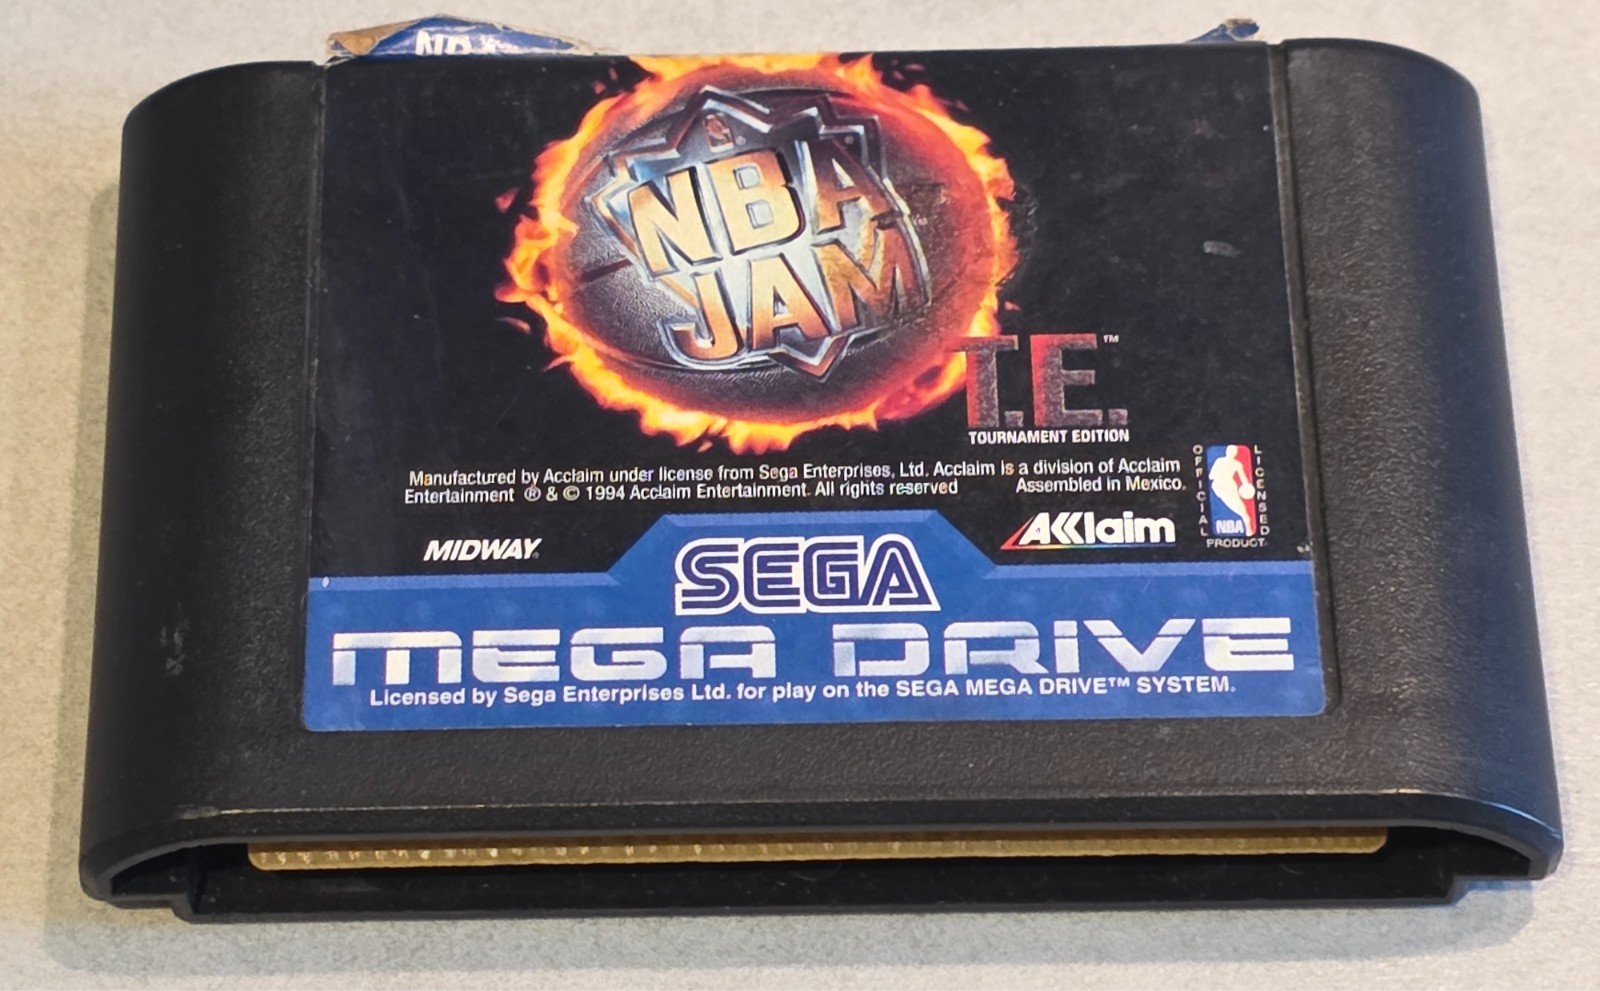 NBA
JAM
T.E.™
TOURNAMENT EDITION
Manufactured by Acclaim under license from Sega Enterprises, Ltd. Acclaim is a division of Acclaim
Entertainment ® & © 1994 Acclaim Entertainment. All rights reserved
Assembled in Mexico.
OFFICIAL
LICENSED
NBA
PRODUCT
MIDWAY
AKKlaim
SEGA
MEGA DRIVE
Licensed by Sega Enterprises Ltd. for play on the SEGA MEGA DRIVE™ SYSTEM.